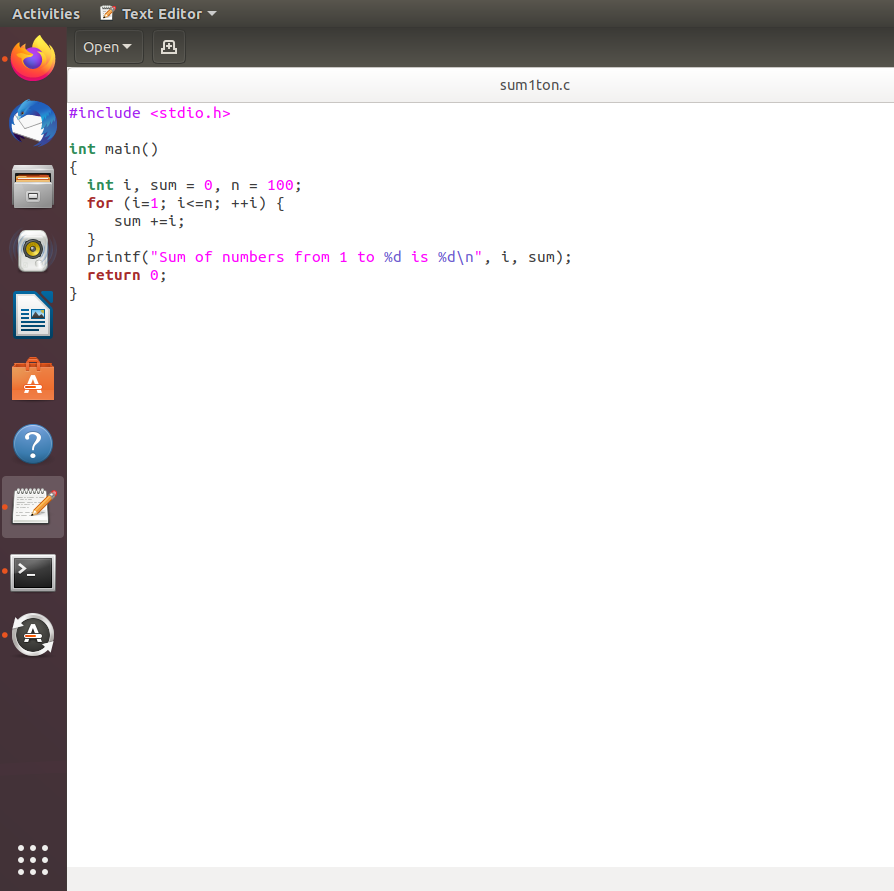 Activities Text Editor
Open
sum1ton.c
#include <stdio.h>
int main()
{
  int i, sum = 0, n = 100;
  for (i=1; i<=n; ++i) {
     sum +=i;
  }
  printf("Sum of numbers from 1 to %d is %d\n", i, sum);
  return 0;
}